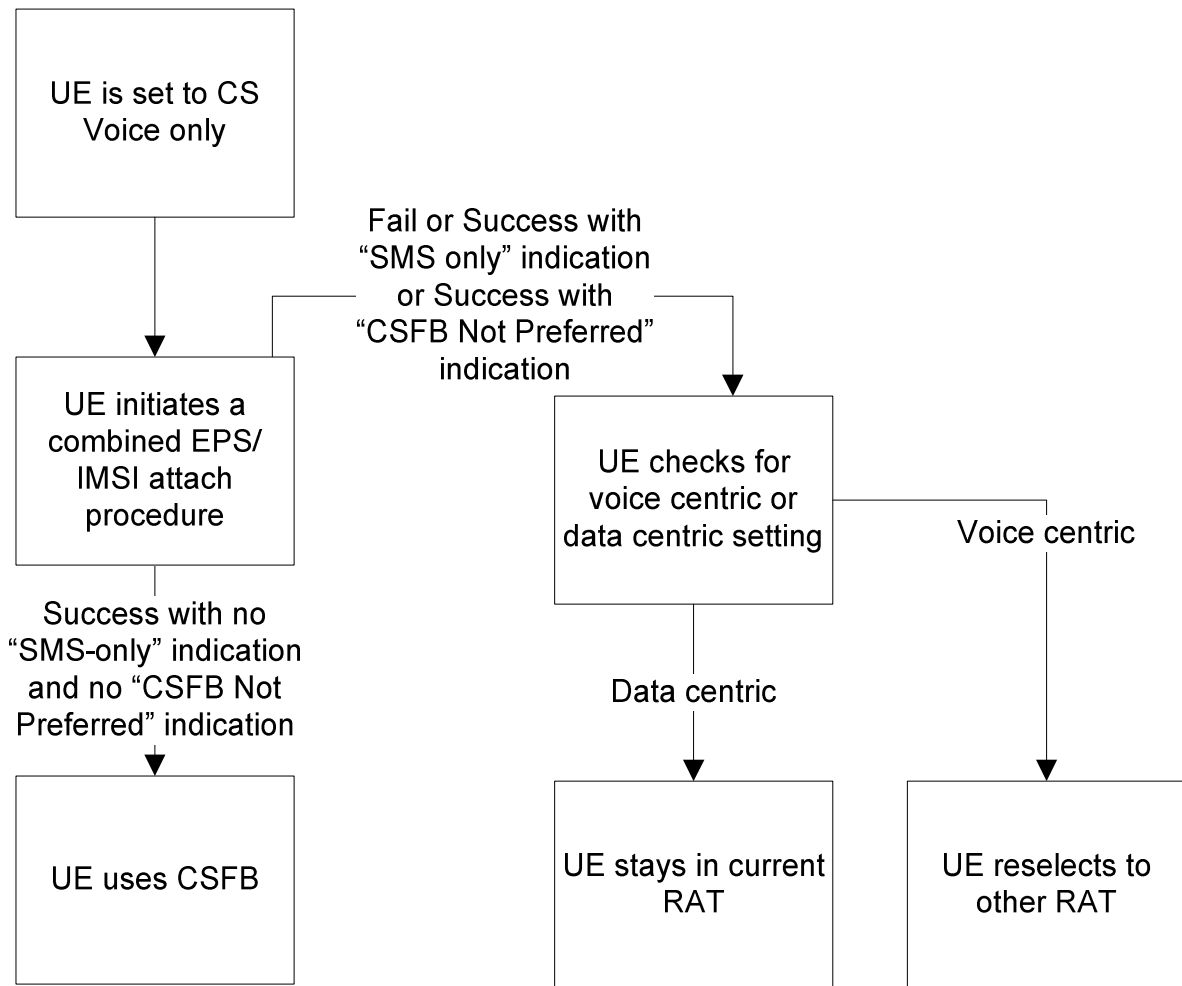 UE is set to CS
Voice only
Fail or Success with
“SMS only” indication
or Success with
“CSFB Not Preferred”
indication
UE initiates a
combined EPS/
IMSI attach
procedure
UE checks for
voice centric or
data centric setting
Voice centric
Success with no
“SMS-only” indication
and no “CSFB Not
Preferred” indication
Data centric
UE uses CSFB
UE stays in current
RAT
UE reselects to
other RAT